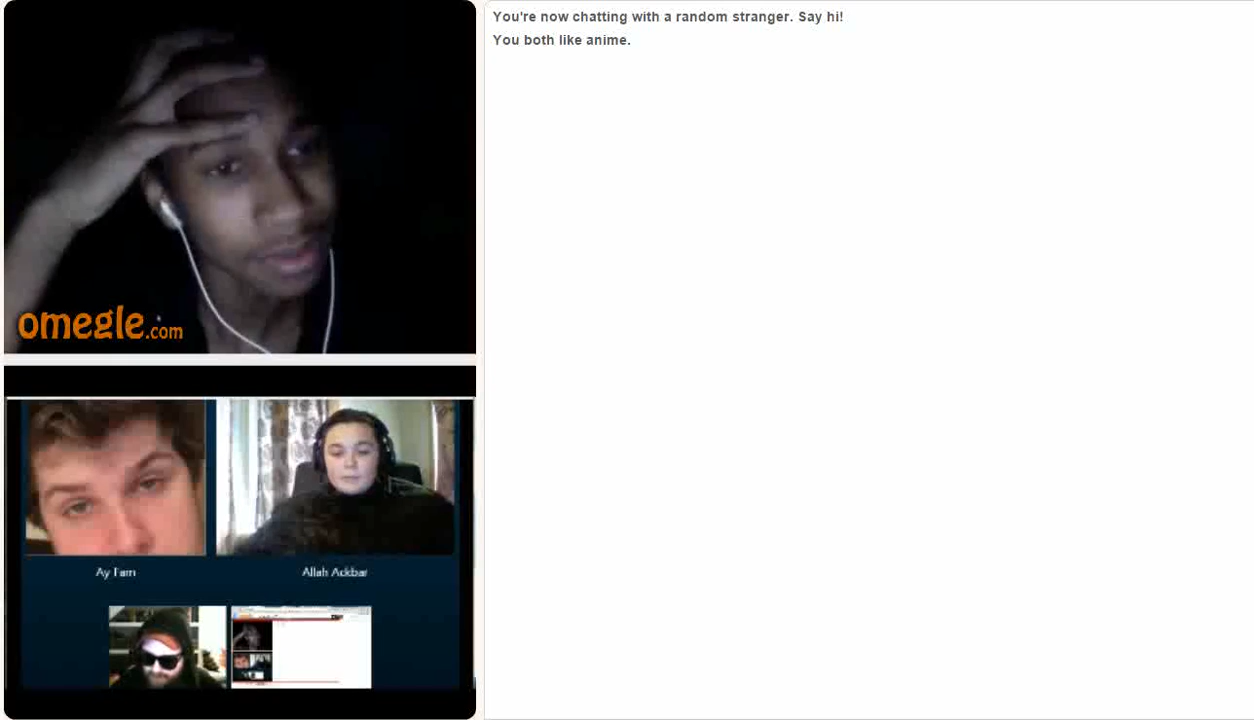 You're now chatting with a random stranger. Say hi!
You both like anime.
omegle.com
Ay Fam
Allah Ackbar